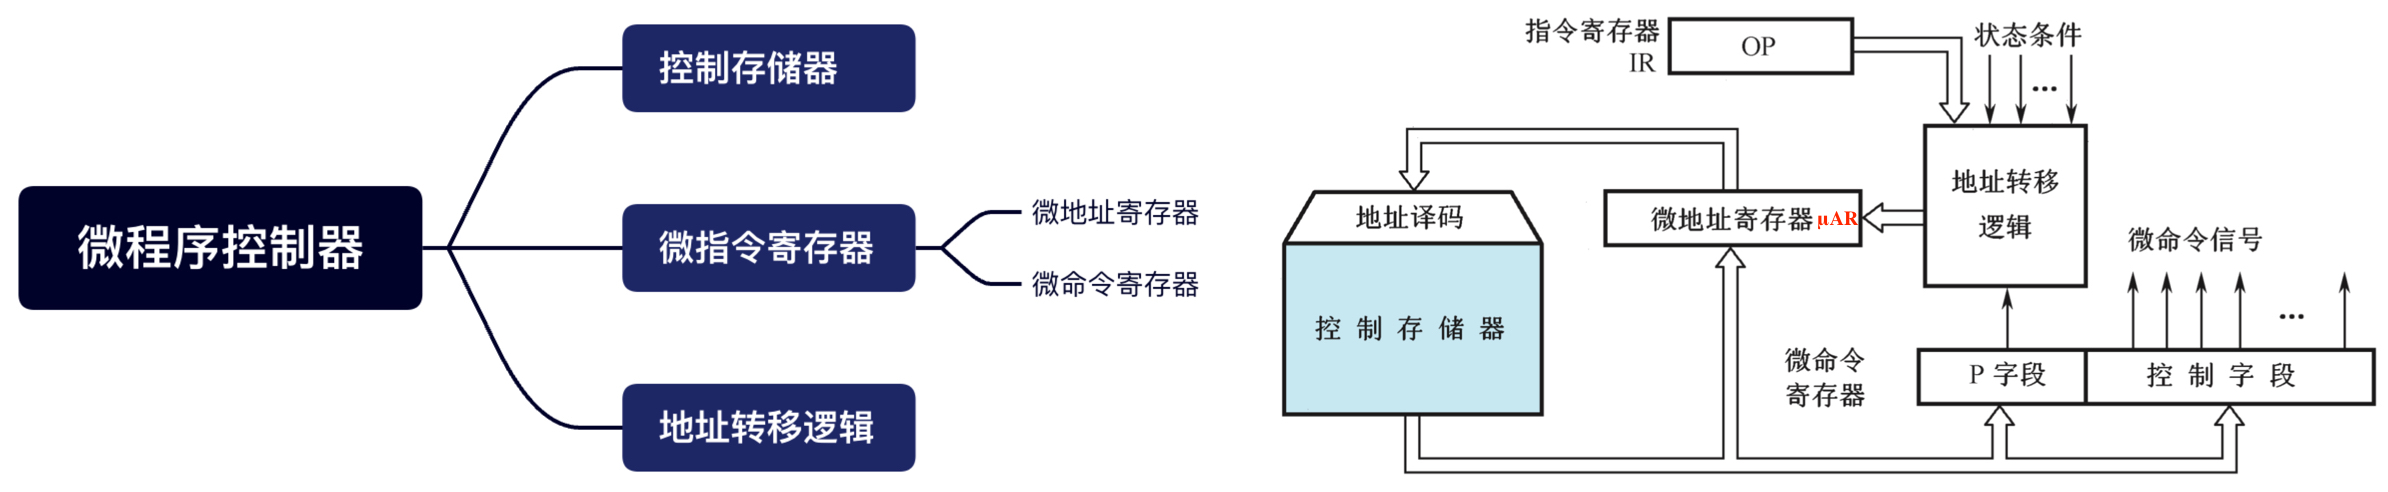 微程序控制器
控制存储器
微指令寄存器
微地址寄存器
微命令寄存器
地址转移逻辑
指令寄存器
IR
OP
状态条件
...
地址转移
逻辑
地址译码
微地址寄存器 μAR
控制存储器
微命令信号
...
微命令
寄存器
P 字段
控制字段